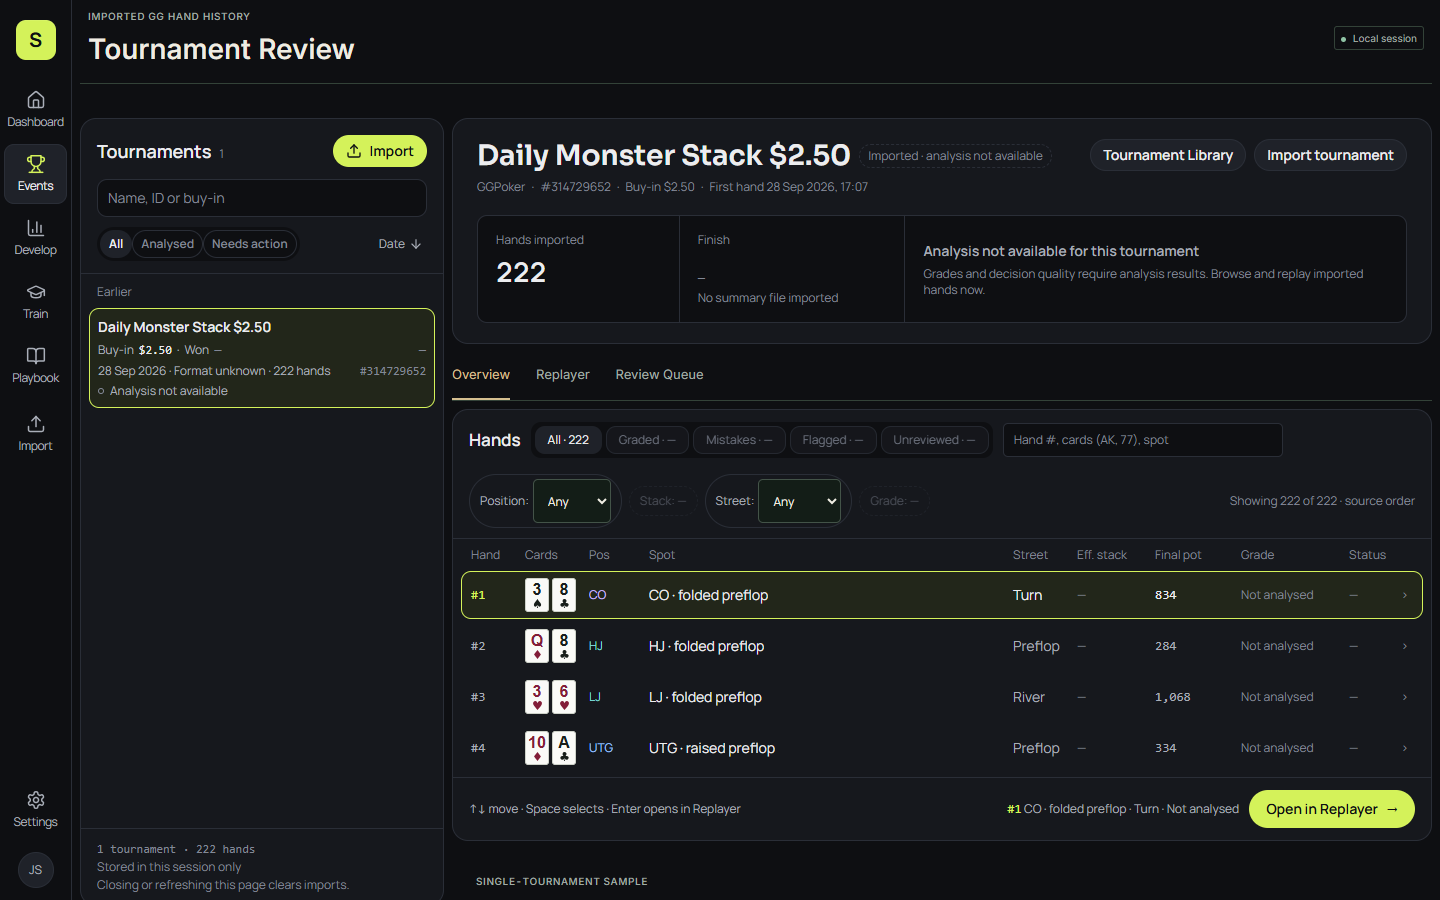 S
Dashboard
Events
Develop
Train
Playbook
Import
Settings
JS
IMPORTED GG HAND HISTORY
Tournament Review
Local session
Tournaments 1
Import
Name, ID or buy-in
All Analysed Needs action Date ↓
Earlier
Daily Monster Stack $2.50
Buy-in $2.50 · Won — —
28 Sep 2026 · Format unknown · 222 hands #314729652
Analysis not available
1 tournament · 222 hands
Stored in this session only
Closing or refreshing this page clears imports.
Daily Monster Stack $2.50 Imported · analysis not available
Tournament Library Import tournament
GGPoker · #314729652 · Buy-in $2.50 · First hand 28 Sep 2026, 17:07
Hands imported
222
Finish
—
No summary file imported
Analysis not available for this tournament
Grades and decision quality require analysis results. Browse and replay imported
hands now.
Overview Replayer Review Queue
Hands All · 222 Graded · — Mistakes · — Flagged · — Unreviewed · — Hand #, cards (AK, 77), spot
Position: Any Stack: — Street: Any Grade: — Showing 222 of 222 · source order
Hand Cards Pos Spot Street Eff. stack Final pot Grade Status
#1 3♠ 8♣ CO CO · folded preflop Turn — 834 Not analysed — ›
#2 Q♦ 8♣ HJ HJ · folded preflop Preflop — 284 Not analysed — ›
#3 3♥ 6♥ LJ LJ · folded preflop River — 1,068 Not analysed — ›
#4 10♦ A♣ UTG UTG · raised preflop Preflop — 334 Not analysed — ›
↑↓ move · Space selects · Enter opens in Replayer
#1 CO · folded preflop · Turn · Not analysed Open in Replayer →
SINGLE-TOURNAMENT SAMPLE